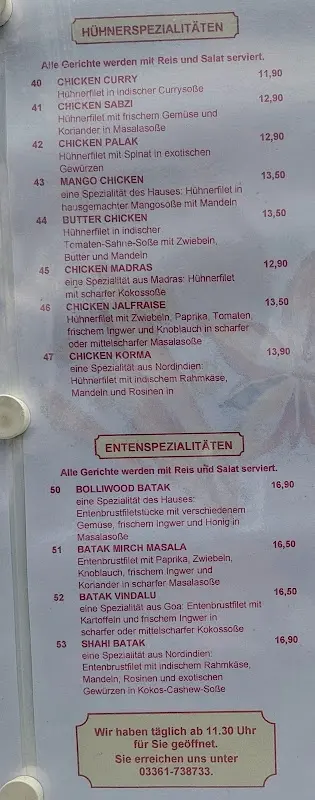 HÜHNERSPEZIALITÄTEN
Alle Gerichte werden mit Reis und Salat serviert.
40 CHICKEN CURRY 11,90
Hühnerfilet in indischer Currysoße
41 CHICKEN SABZI 12,90
Hühnerfilet mit frischem Gemüse und
Koriander in Masalasoße
42 CHICKEN PALAK 12,90
Hühnerfilet mit Spinat in exotischen
Gewürzen
43 MANGO CHICKEN 13,50
eine Spezialität des Hauses: Hühnerfilet in
hausgemachter Mangosoße mit Mandeln
44 BUTTER CHICKEN 13,50
Hühnerfilet in indischer
Tomaten-Sahne-Soße mit Zwiebeln,
Butter und Mandeln
45 CHICKEN MADRAS 12,90
eine Spezialität aus Madras: Hühnerfilet
mit scharfer Kokossoße
46 CHICKEN JALFRAISE 13,50
Hühnerfilet mit Zwiebeln, Paprika, Tomaten,
frischem Ingwer und Knoblauch in scharfer
oder mittelscharfer Masalasoße
47 CHICKEN KORMA 13,90
eine Spezialität aus Nordindien:
Hühnerfilet mit indischem Rahmkäse,
Mandeln und Rosinen in
ENTENSPEZIALITÄTEN
Alle Gerichte werden mit Reis und Salat serviert.
50 BOLLIWOOD BATAK 16,90
eine Spezialität des Hauses:
Entenbrustfiletstücke mit verschiedenem
Gemüse, frischem Ingwer und Honig in
Masalasoße
51 BATAK MIRCH MASALA 16,50
Entenbrustfilet mit Paprika, Zwiebeln,
Knoblauch, frischem Ingwer und
Koriander in scharfer Masalasoße
52 BATAK VINDALU 16,50
eine Spezialität aus Goa: Entenbrustfilet mit
Kartoffeln und frischem Ingwer in
scharfer oder mittelscharfer Kokossoße
53 SHAHI BATAK 16,90
eine Spezialität aus Nordindien:
Entenbrustfilet mit indischem Rahmkäse,
Mandeln, Rosinen und exotischen
Gewürzen in Kokos-Cashew-Soße
Wir haben täglich ab 11.30 Uhr
für Sie geöffnet.
Sie erreichen uns unter
03361-738733.